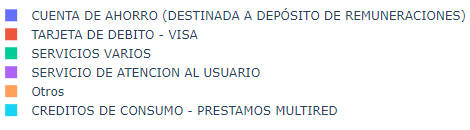 CUENTA DE AHORRO (DESTINADA A DEPÓSITO DE REMUNERACIONES)
TARJETA DE DEBITO - VISA
SERVICIOS VARIOS
SERVICIO DE ATENCION AL USUARIO
Otros
CREDITOS DE CONSUMO - PRESTAMOS MULTIRED